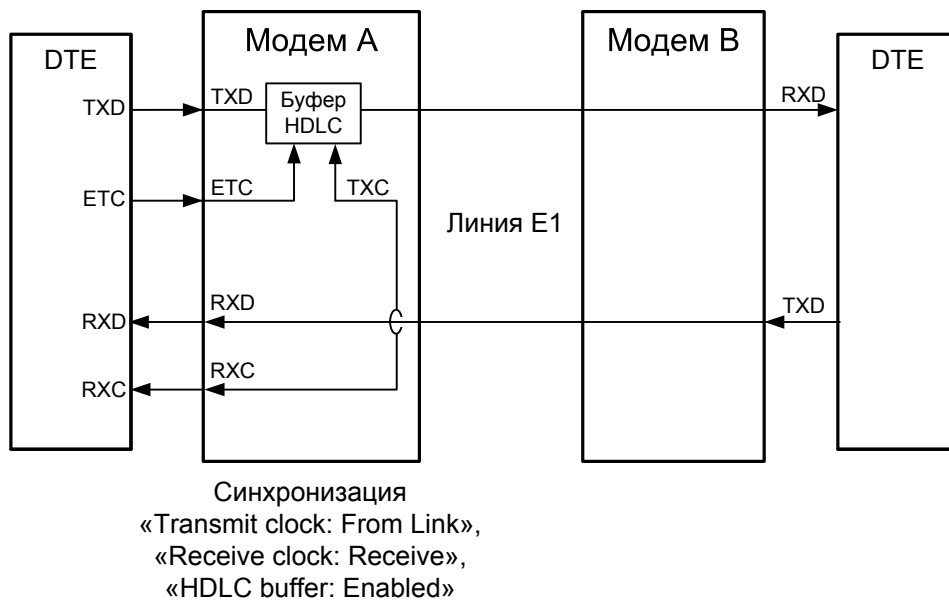 DTE
Модем A
Модем B
DTE
TXD
TXD
Буфер
HDLC
RXD
ETC
ETC
TXC
Линия E1
RXD
RXD
TXD
RXC
RXC
Синхронизация
«Transmit clock: From Link»,
«Receive clock: Receive»,
«HDLC buffer: Enabled»